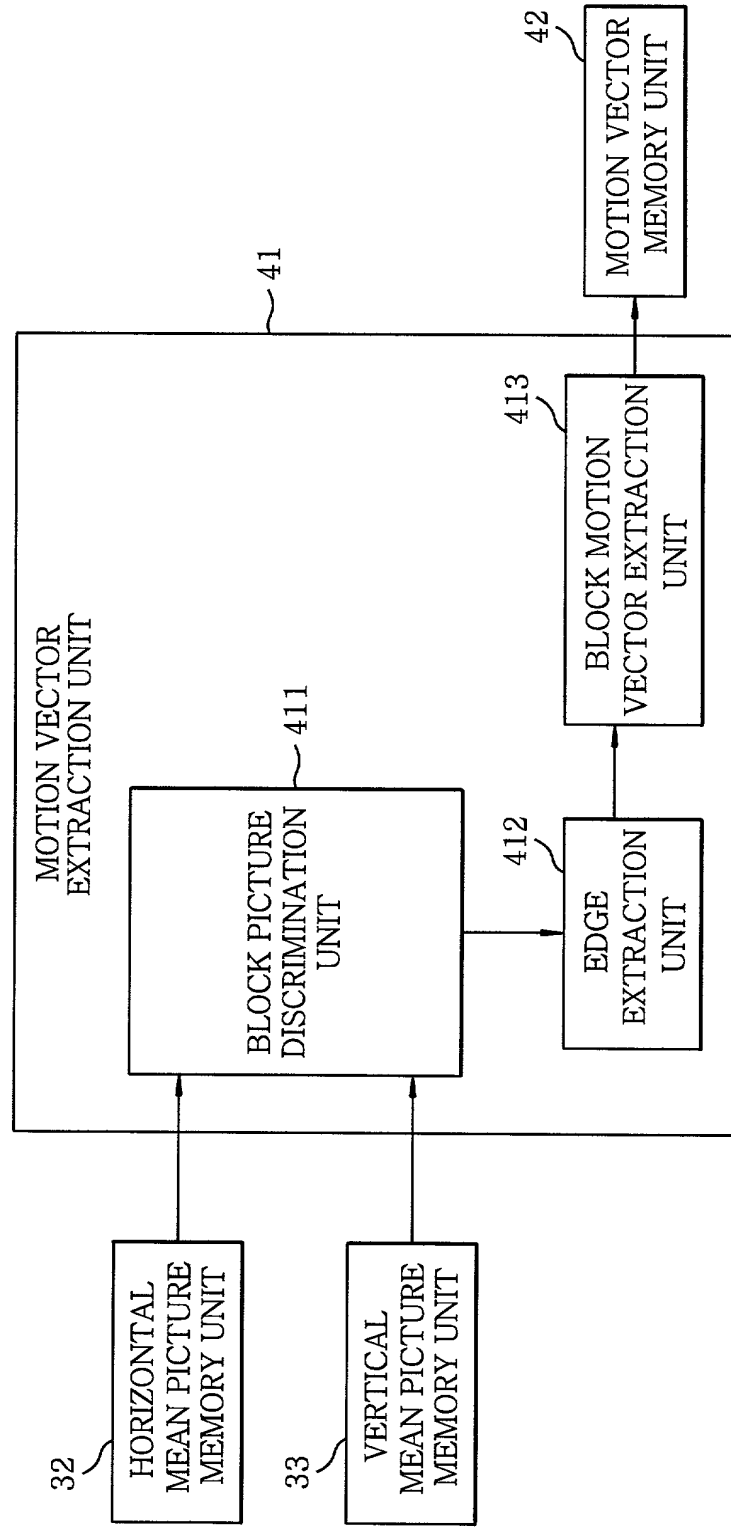 MOTION VECTOR
EXTRACTION UNIT
41
32
HORIZONTAL
MEAN PICTURE
MEMORY UNIT
33
VERTICAL
MEAN PICTURE
MEMORY UNIT
411
BLOCK PICTURE
DISCRIMINATION
UNIT
412
EDGE
EXTRACTION
UNIT
413
BLOCK MOTION
VECTOR EXTRACTION
UNIT
42
MOTION VECTOR
MEMORY UNIT